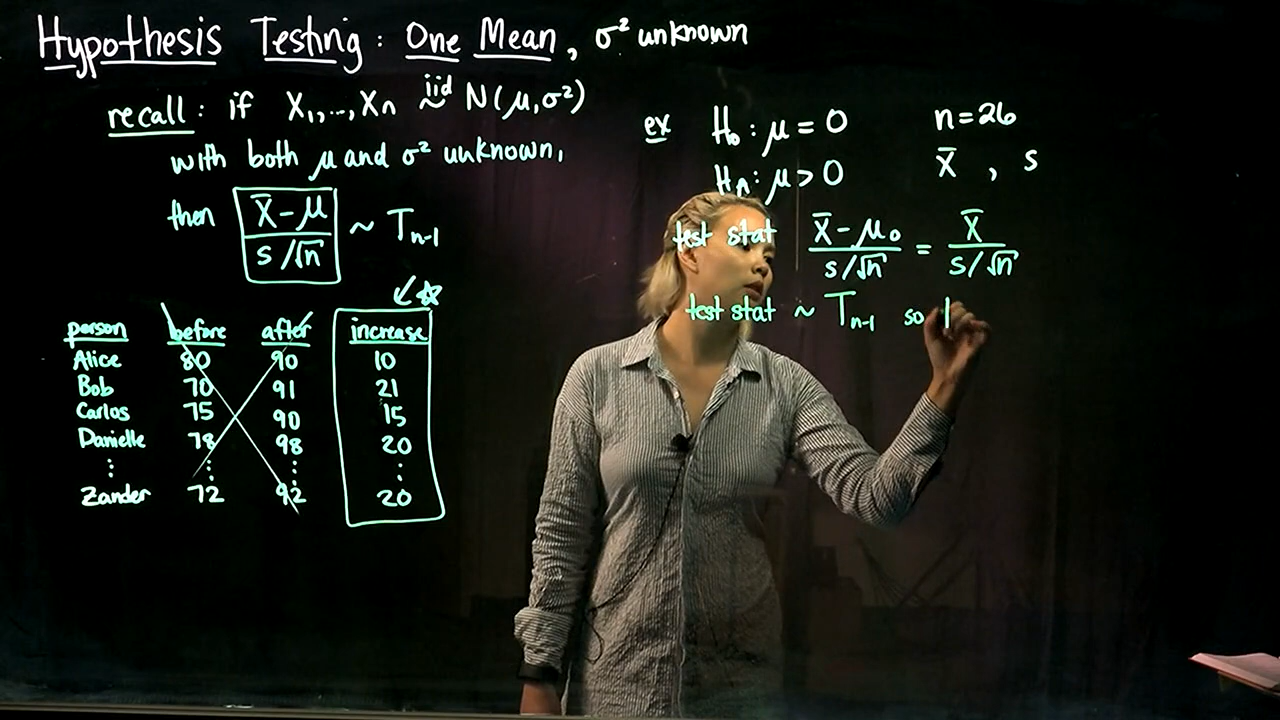 Hypothesis Testing: One Mean, σ² unknown
recall: if X₁,...,Xₙ iid ~ N(μ,σ²)
with both μ and σ² unknown,
then X̄-μ / s/√n ~ Tₙ₋₁
person before after increase
Alice 80 90 10
Bob 70 91 21
Carlos 75 90 15
Danielle 78 98 20
⋮ ⋮ ⋮ ⋮
Zander 72 92 20
ex H₀: μ = 0 n=26
H_A: μ > 0 X̄, s
test stat X̄-μ₀ / s/√n = X̄ / s/√n
test stat ~ Tₙ₋₁ so